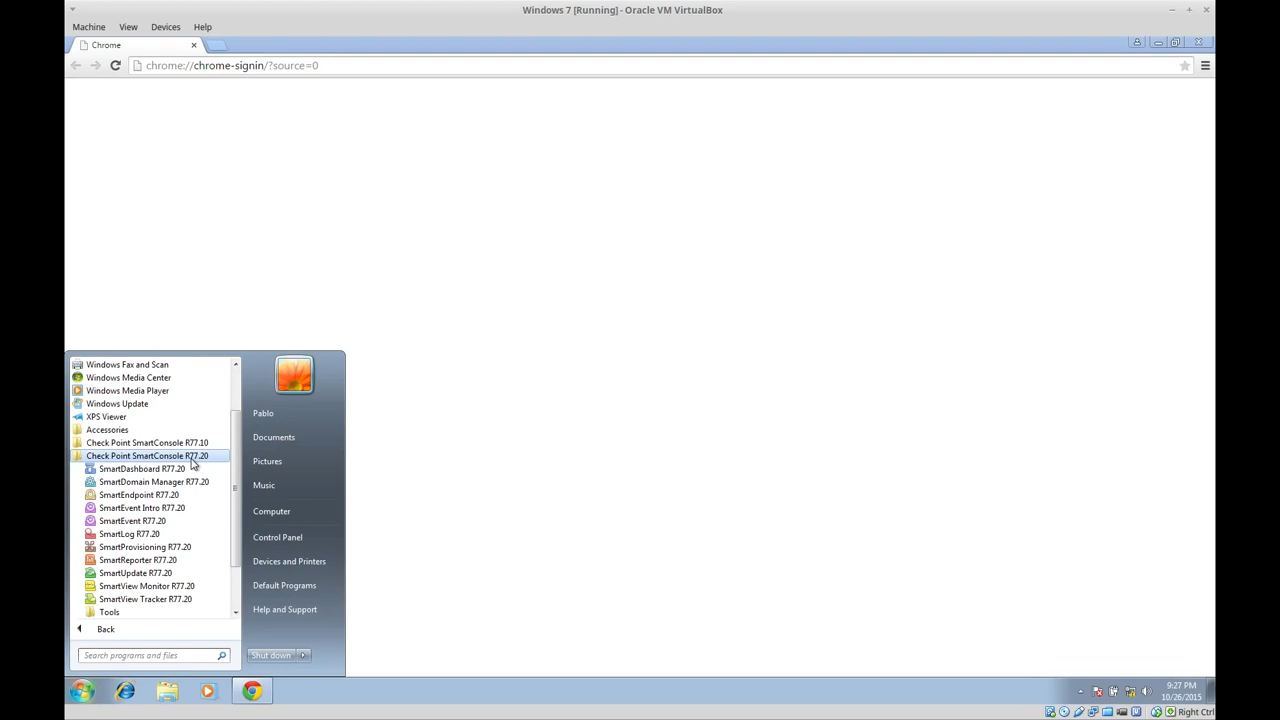 Windows 7 [Running] - Oracle VM VirtualBox
Machine View Devices Help
Chrome
chrome://chrome-signin/?source=0
Windows Fax and Scan
Windows Media Center
Windows Media Player
Windows Update
XPS Viewer
Accessories
Check Point SmartConsole R77.10
Check Point SmartConsole R77.20
SmartDashboard R77.20
SmartDomain Manager R77.20
SmartEndpoint R77.20
SmartEvent Intro R77.20
SmartEvent R77.20
SmartLog R77.20
SmartProvisioning R77.20
SmartReporter R77.20
SmartUpdate R77.20
SmartView Monitor R77.20
SmartView Tracker R77.20
Tools
Back
Search programs and files
Pablo
Documents
Pictures
Music
Computer
Control Panel
Devices and Printers
Default Programs
Help and Support
Shut down
9:27 PM
10/26/2015
Right Ctrl